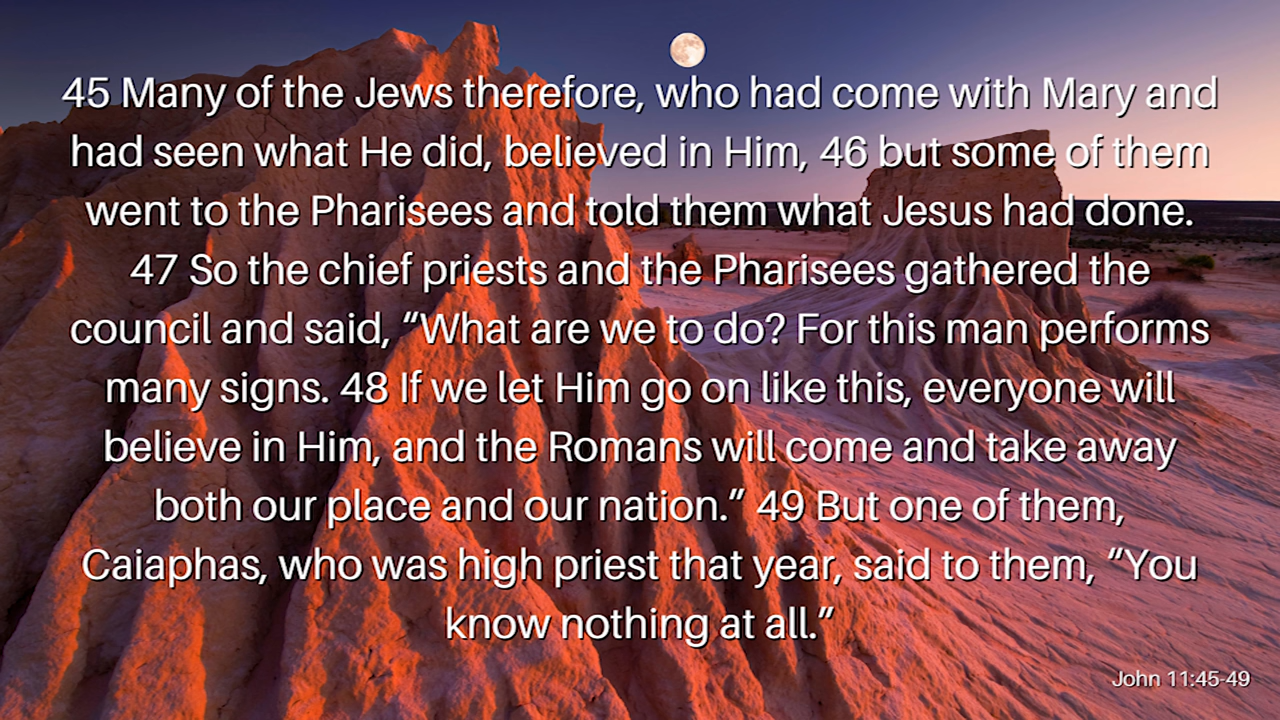 45 Many of the Jews therefore, who had come with Mary and
had seen what He did, believed in Him, 46 but some of them
went to the Pharisees and told them what Jesus had done.
47 So the chief priests and the Pharisees gathered the
council and said, “What are we to do? For this man performs
many signs. 48 If we let Him go on like this, everyone will
believe in Him, and the Romans will come and take away
both our place and our nation.” 49 But one of them,
Caiaphas, who was high priest that year, said to them, “You
know nothing at all.”
John 11:45-49